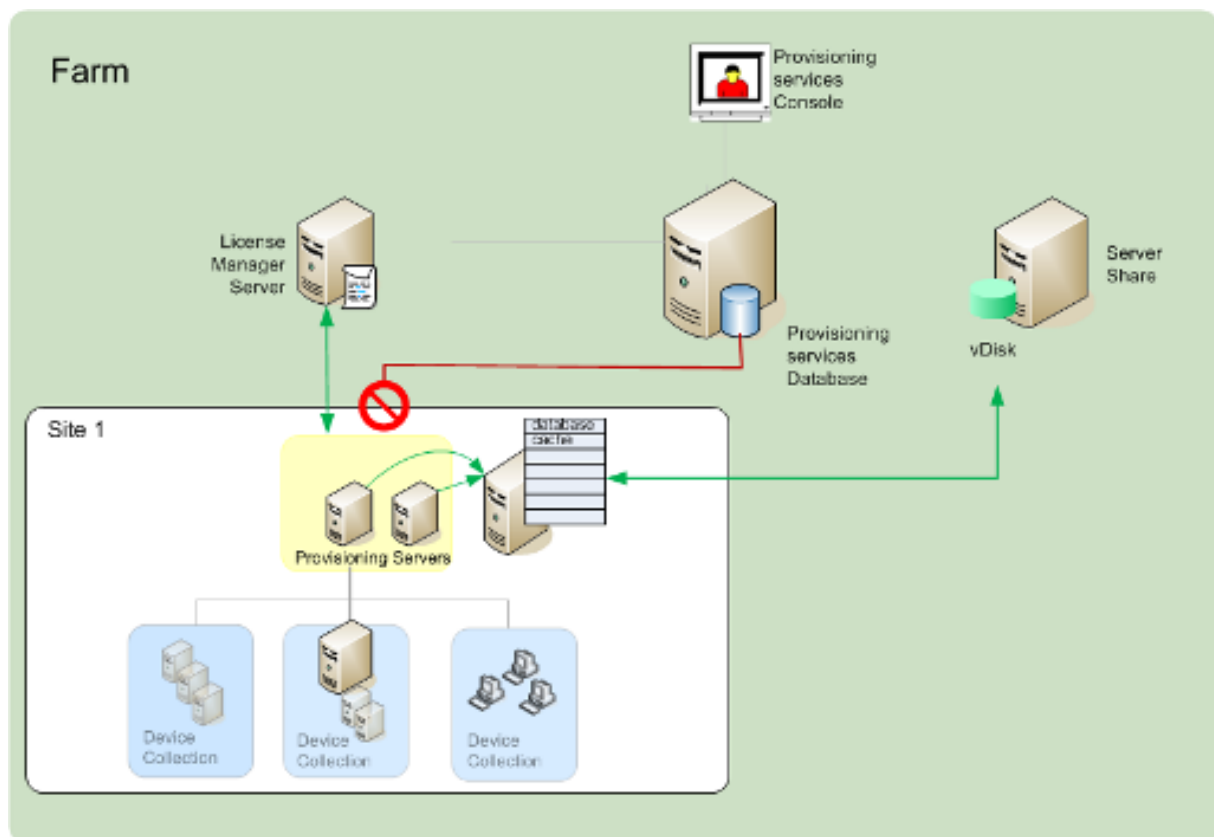 Farm
Provisioning
services
Console
License
Manager
Server
Server
Share
vDisk
Provisioning
services
Database
Site 1
database
cache
Provisioning Servers
Device
Collection
Device
Collection
Device
Collection